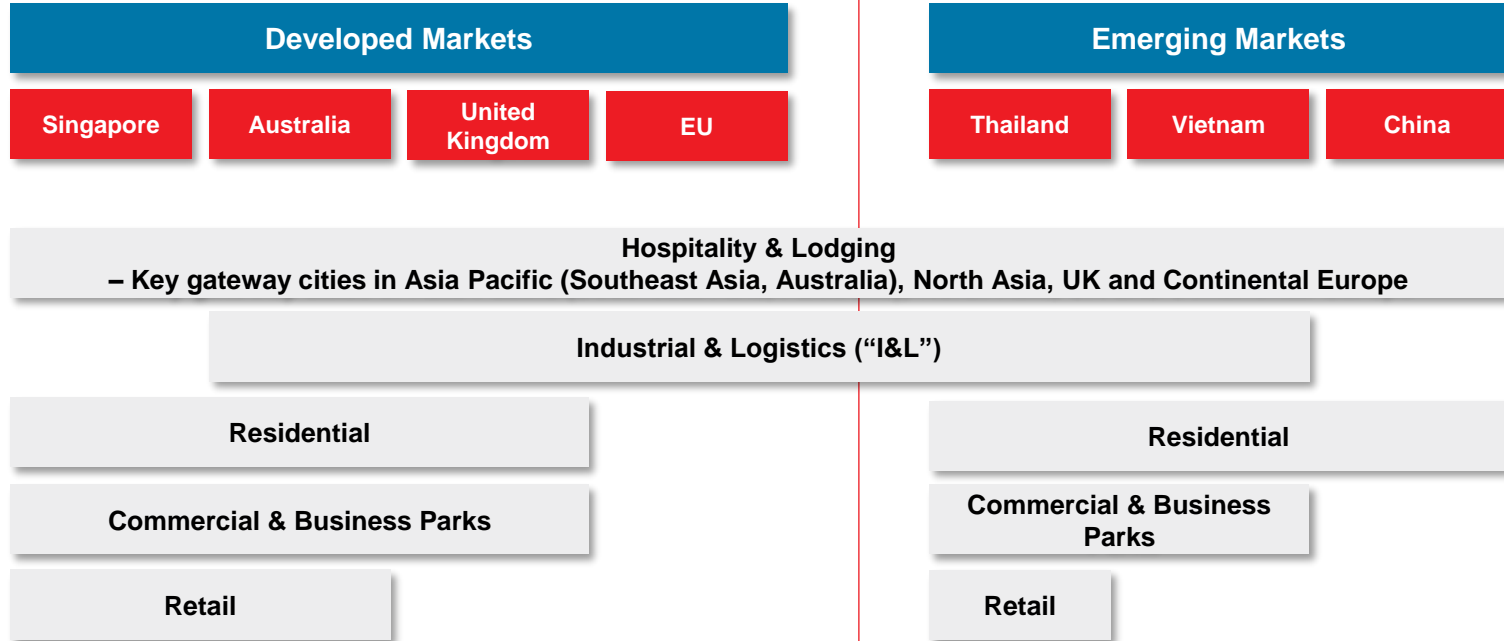 Developed Markets
Emerging Markets
Singapore
Australia
United
Kingdom
EU
Thailand
Vietnam
China
Hospitality & Lodging
– Key gateway cities in Asia Pacific (Southeast Asia, Australia), North Asia, UK and Continental Europe
Industrial & Logistics (“I&L”)
Residential
Residential
Commercial & Business Parks
Commercial & Business
Parks
Retail
Retail